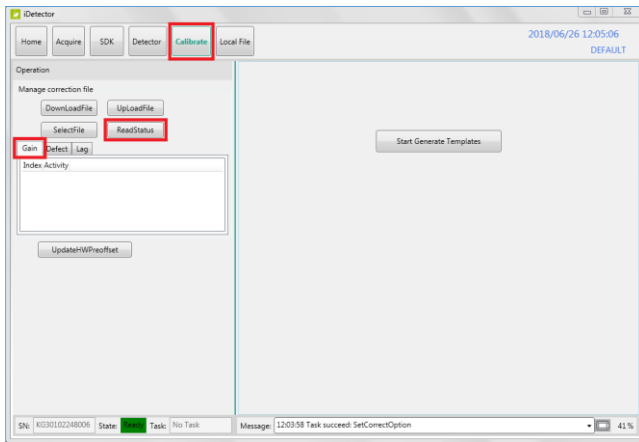 iDetector
Home Acquire SDK Detector Calibrate Local File
2018/06/26 12:05:06
DEFAULT
Operation
Manage correction file
DownLoadFile UpLoadFile
SelectFile ReadStatus
Gain Defect Lag
Index Activity
UpdateHWPreoffset
Start Generate Templates
SN: KG30102248006 State: Ready Task: No Task Message: 12:03:58 Task succeed: SetCorrectOption 41%